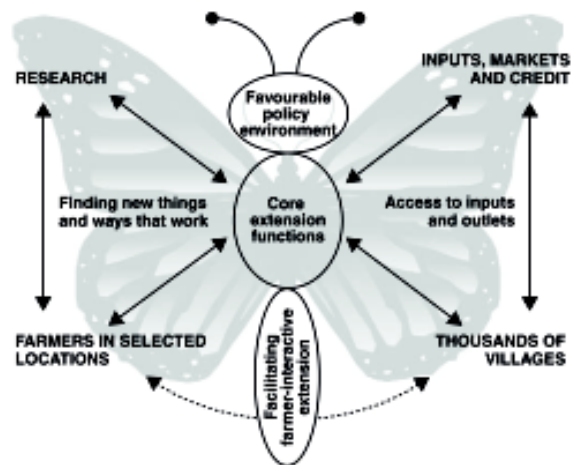 RESEARCH
INPUTS, MARKETS
AND CREDIT
Favourable
policy
environment
Finding new things
and ways that work
Core
extension
functions
Access to inputs
and outlets
FARMERS IN SELECTED
LOCATIONS
THOUSANDS OF
VILLAGES
Facilitating
farmer-interactive
extension